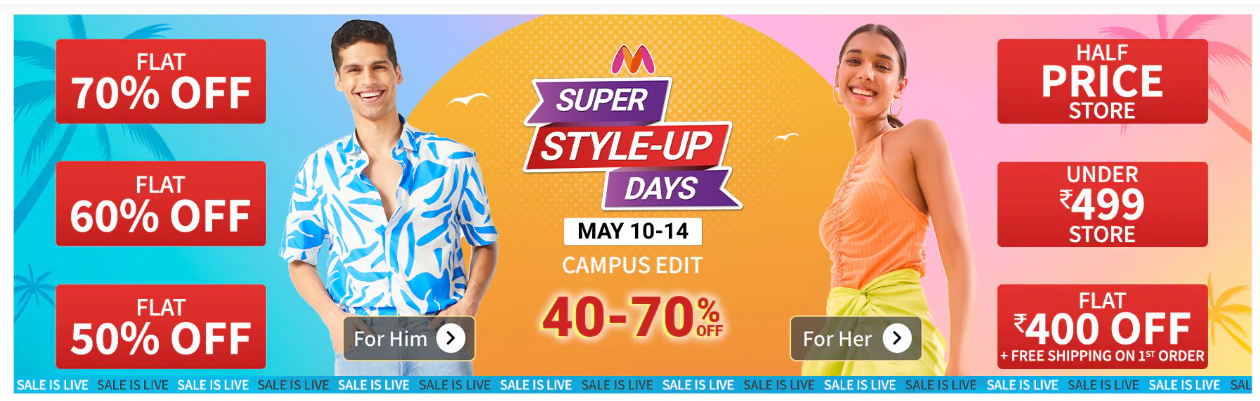 FLAT
70% OFF
FLAT
60% OFF
FLAT
50% OFF
SUPER
STYLE-UP
DAYS
MAY 10-14
CAMPUS EDIT
40-70% OFF
For Him
For Her
HALF
PRICE
STORE
UNDER
₹499
STORE
FLAT
₹400 OFF
+ FREE SHIPPING ON 1ST ORDER
SALE IS LIVE SALE IS LIVE SALE IS LIVE SALE IS LIVE SALE IS LIVE SALE IS LIVE SALE IS LIVE SALE IS LIVE SALE IS LIVE SALE IS LIVE SALE IS LIVE SALE IS LIVE SALE IS LIVE SALE IS LIVE SALE IS LIVE SAL